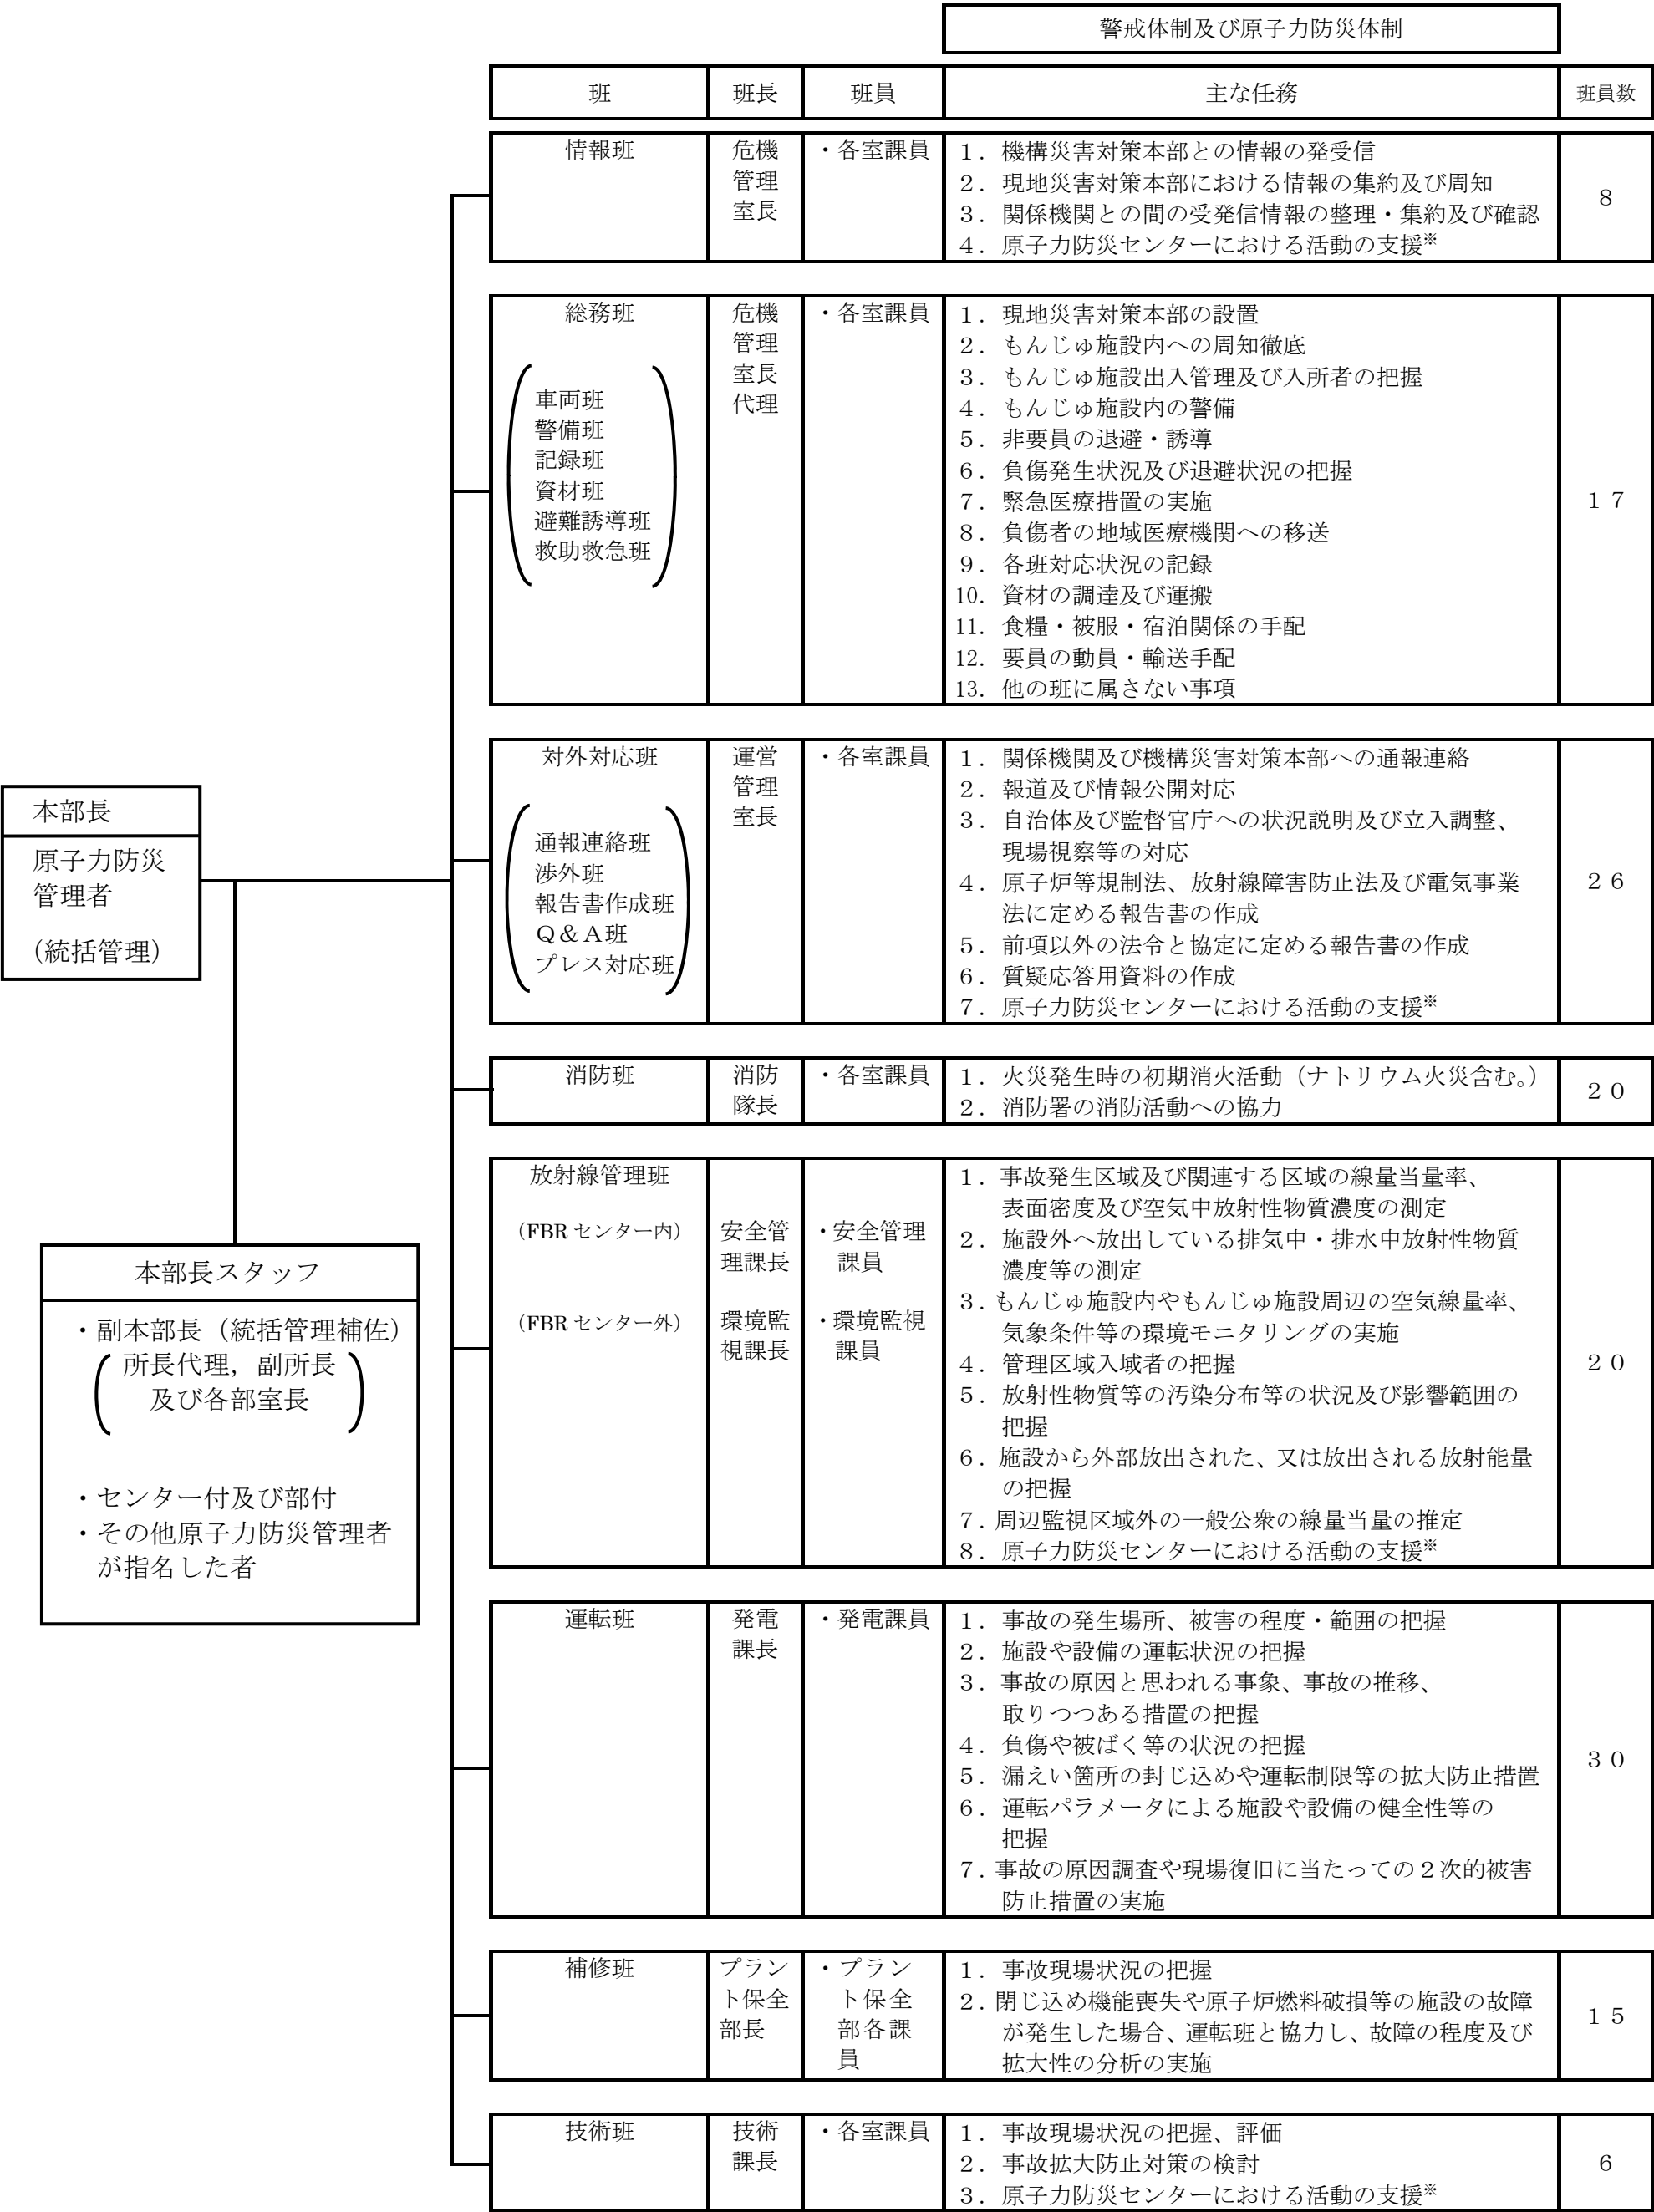 警戒体制及び原子力防災体制
班 班長 班員 主な任務 班員数
情報班
危機
管理
室長
・各室課員
１．機構災害対策本部との情報の発受信
２．現地災害対策本部における情報の集約及び周知
３．関係機関との間の受発信情報の整理・集約及び確認
４．原子力防災センターにおける活動の支援※
８
総務班
車両班
警備班
記録班
資材班
避難誘導班
救助救急班
危機
管理
室長
代理
・各室課員
１．現地災害対策本部の設置
２．もんじゅ施設内への周知徹底
３．もんじゅ施設出入管理及び入所者の把握
４．もんじゅ施設内の警備
５．非要員の退避・誘導
６．負傷発生状況及び退避状況の把握
７．緊急医療措置の実施
８．負傷者の地域医療機関への移送
９．各班対応状況の記録
10．資材の調達及び運搬
11．食糧・被服・宿泊関係の手配
12．要員の動員・輸送手配
13．他の班に属さない事項
１７
対外対応班
通報連絡班
渉外班
報告書作成班
Ｑ＆Ａ班
プレス対応班
運営
管理
室長
・各室課員
１．関係機関及び機構災害対策本部への通報連絡
２．報道及び情報公開対応
３．自治体及び監督官庁への状況説明及び立入調整、
現場視察等の対応
４．原子炉等規制法、放射線障害防止法及び電気事業
法に定める報告書の作成
５．前項以外の法令と協定に定める報告書の作成
６．質疑応答用資料の作成
７．原子力防災センターにおける活動の支援※
２６
本部長
原子力防災
管理者
（統括管理）
消防班
消防
隊長
・各室課員
１．火災発生時の初期消火活動（ナトリウム火災含む。）
２．消防署の消防活動への協力
２０
放射線管理班
（FBR センター内）
（FBR センター外）
安全管
理課長
環境監
視課長
・安全管理
課員
・環境監視
課員
１．事故発生区域及び関連する区域の線量当量率、
表面密度及び空気中放射性物質濃度の測定
２．施設外へ放出している排気中・排水中放射性物質
濃度等の測定
３．もんじゅ施設内やもんじゅ施設周辺の空気線量率、
気象条件等の環境モニタリングの実施
４．管理区域入域者の把握
５．放射性物質等の汚染分布等の状況及び影響範囲の
把握
６．施設から外部放出された、又は放出される放射能量
の把握
７．周辺監視区域外の一般公衆の線量当量の推定
８．原子力防災センターにおける活動の支援※
２０
本部長スタッフ
・副本部長（統括管理補佐）
所長代理，副所長
及び各部室長
・センター付及び部付
・その他原子力防災管理者
が指名した者
運転班
発電
課長
・発電課員
１．事故の発生場所、被害の程度・範囲の把握
２．施設や設備の運転状況の把握
３．事故の原因と思われる事象、事故の推移、
取りつつある措置の把握
４．負傷や被ばく等の状況の把握
５．漏えい箇所の封じ込めや運転制限等の拡大防止措置
６．運転パラメータによる施設や設備の健全性等の
把握
７．事故の原因調査や現場復旧に当たっての２次的被害
防止措置の実施
３０
補修班
プラン
ト保全
部長
・プラン
ト保全
部各課
員
１．事故現場状況の把握
２．閉じ込め機能喪失や原子炉燃料破損等の施設の故障
が発生した場合、運転班と協力し、故障の程度及び
拡大性の分析の実施
１５
技術班
技術
課長
・各室課員
１．事故現場状況の把握、評価
２．事故拡大防止対策の検討
３．原子力防災センターにおける活動の支援※
６